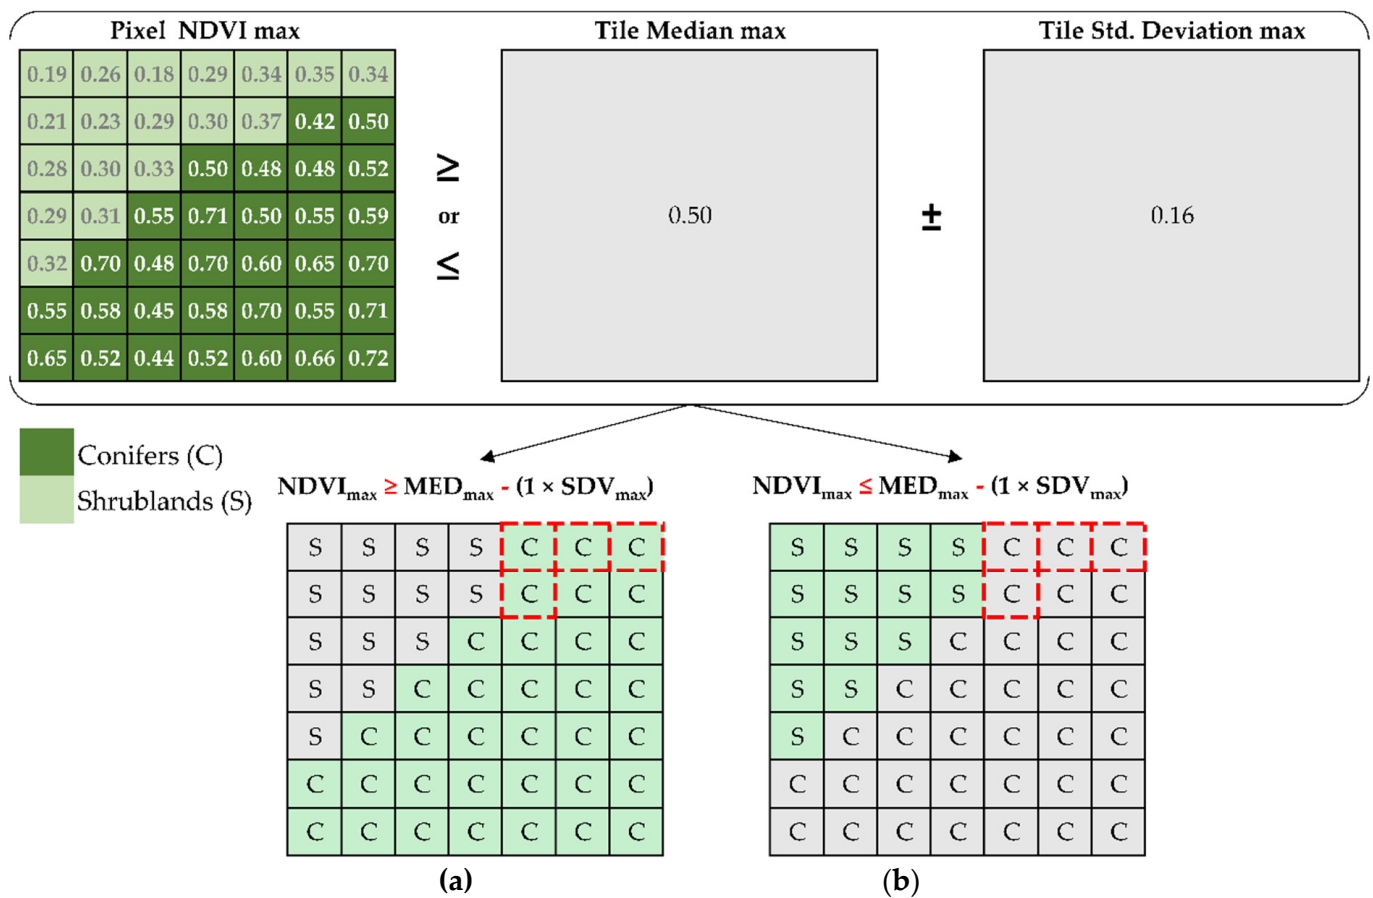 Pixel NDVI max
Tile Median max
Tile Std. Deviation max
0.19 0.26 0.18 0.29 0.34 0.35 0.34
0.21 0.23 0.29 0.30 0.37 0.42 0.50
0.28 0.30 0.33 0.50 0.48 0.48 0.52
0.29 0.31 0.55 0.71 0.50 0.55 0.59
0.32 0.70 0.48 0.70 0.60 0.65 0.70
0.55 0.58 0.45 0.58 0.70 0.55 0.71
0.65 0.52 0.44 0.52 0.60 0.66 0.72
≥
or
≤
0.50
±
0.16
Conifers (C)
Shrublands (S)
NDVImax ≥ MEDmax - (1 × SDVmax)
S S S S C C C
S S S S C C C
S S S C C C C
S S C C C C C
S C C C C C C
C C C C C C C
C C C C C C C
(a)
NDVImax ≤ MEDmax - (1 × SDVmax)
S S S S C C C
S S S S C C C
S S S C C C C
S S C C C C C
S C C C C C C
C C C C C C C
C C C C C C C
(b)